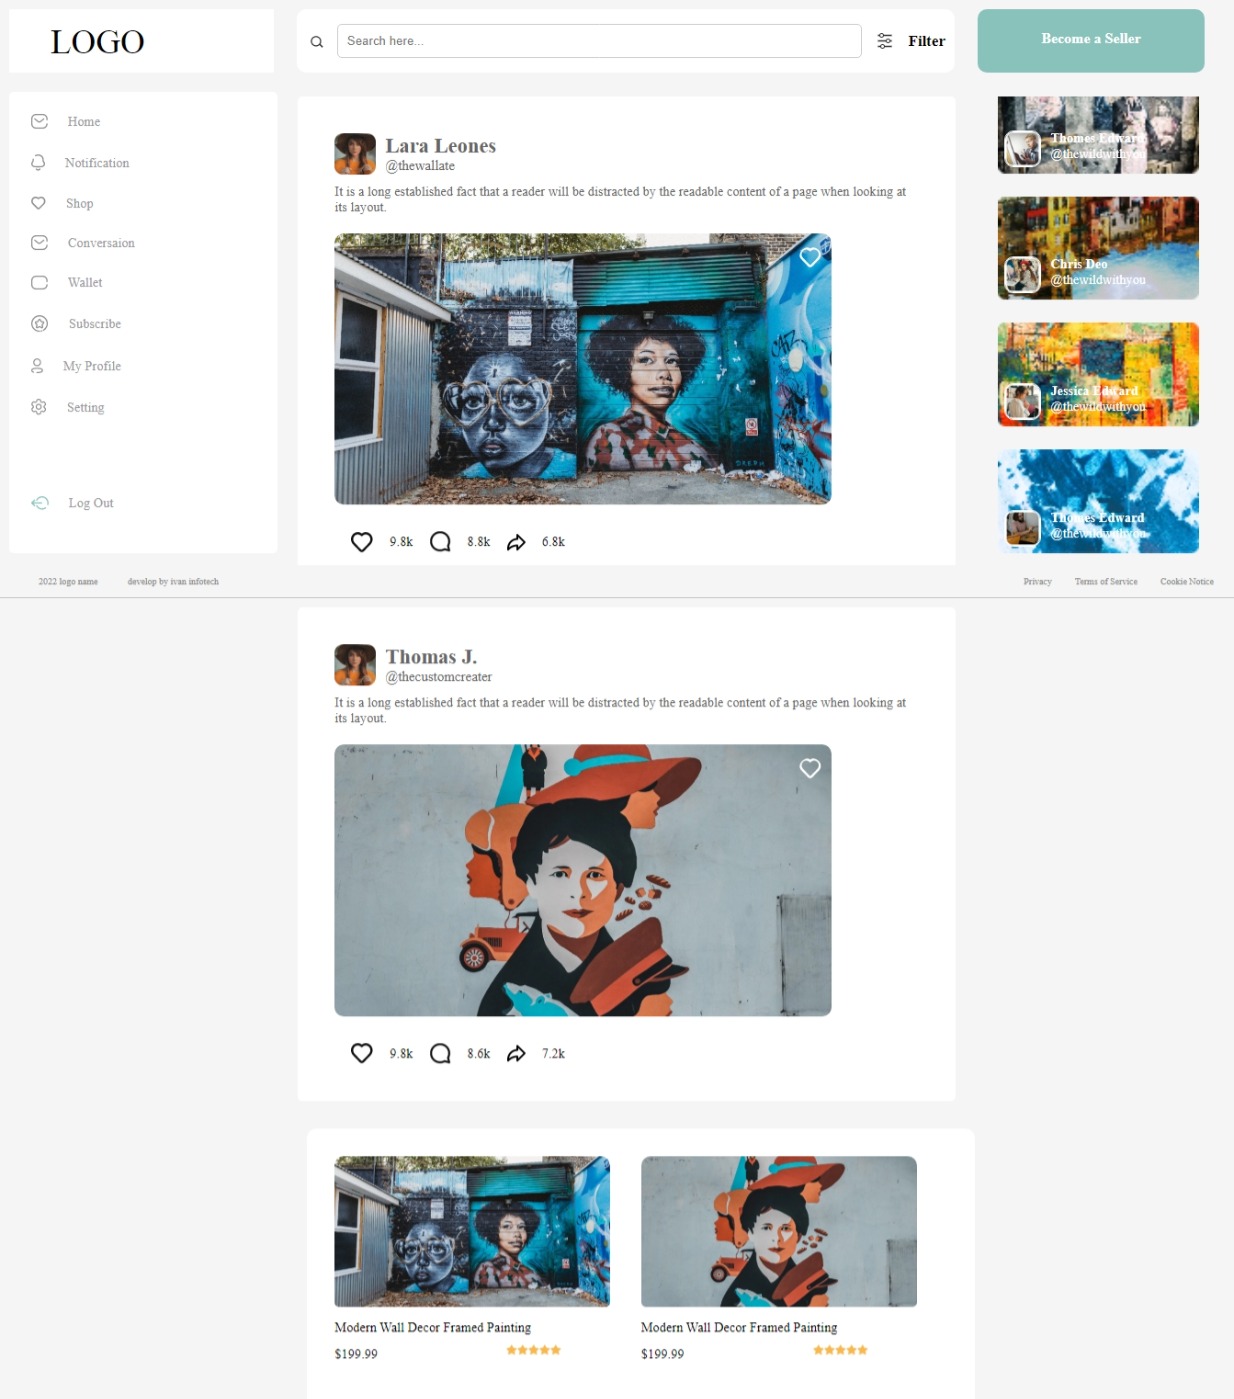 LOGO
Search here...
Filter
Become a Seller
Home
Notification
Shop
Conversaion
Wallet
Subscribe
My Profile
Setting
Log Out
Lara Leones
@thewallate
It is a long established fact that a reader will be distracted by the readable content of a page when looking at
its layout.
9.8k
8.8k
6.8k
Thomes Edward
@thewildwithyou
Chris Deo
@thewildwithyou
Jessica Edward
@thewildwithyou
Thomes Edward
@thewildwithyou
2022 logo name
develop by ivan infotech
Privacy
Terms of Service
Cookie Notice
Thomas J.
@thecustomcreater
It is a long established fact that a reader will be distracted by the readable content of a page when looking at
its layout.
9.8k
8.6k
7.2k
Modern Wall Decor Framed Painting
$199.99
Modern Wall Decor Framed Painting
$199.99